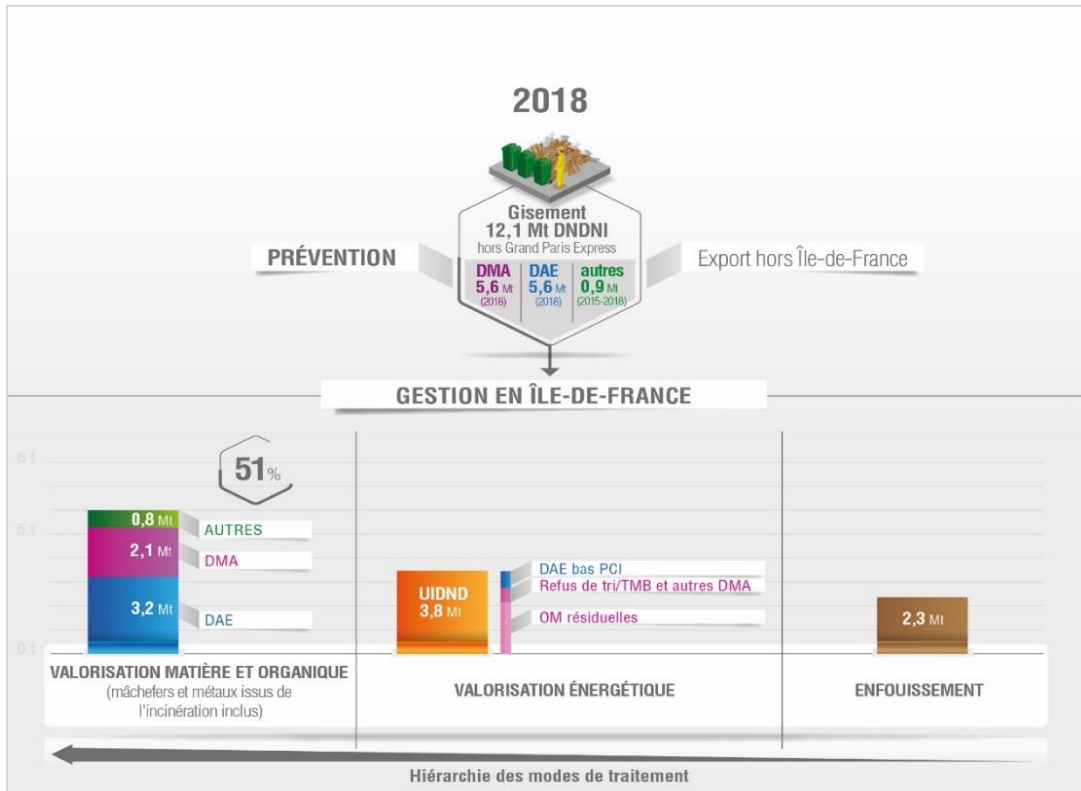 2018
Gisement
12,1 Mt DNDNI
hors Grand Paris Express
PRÉVENTION
Export hors Île-de-France
DMA
5,6 Mt
(2018)
DAE
5,6 Mt
(2018)
autres
0,9 Mt
(2015-2018)
GESTION EN ÎLE-DE-FRANCE
8 t
5 t
0 t
51%
0,8 Mt
AUTRES
2,1 Mt
DMA
3,2 Mt
DAE
UIDND
3,8 Mt
DAE bas PCI
Refus de tri/TMB et autres DMA
OM résiduelles
2,3 Mt
VALORISATION MATIÈRE ET ORGANIQUE
(mâchefers et métaux issus de
l'incinération inclus)
VALORISATION ÉNERGÉTIQUE
ENFOUISSEMENT
Hiérarchie des modes de traitement